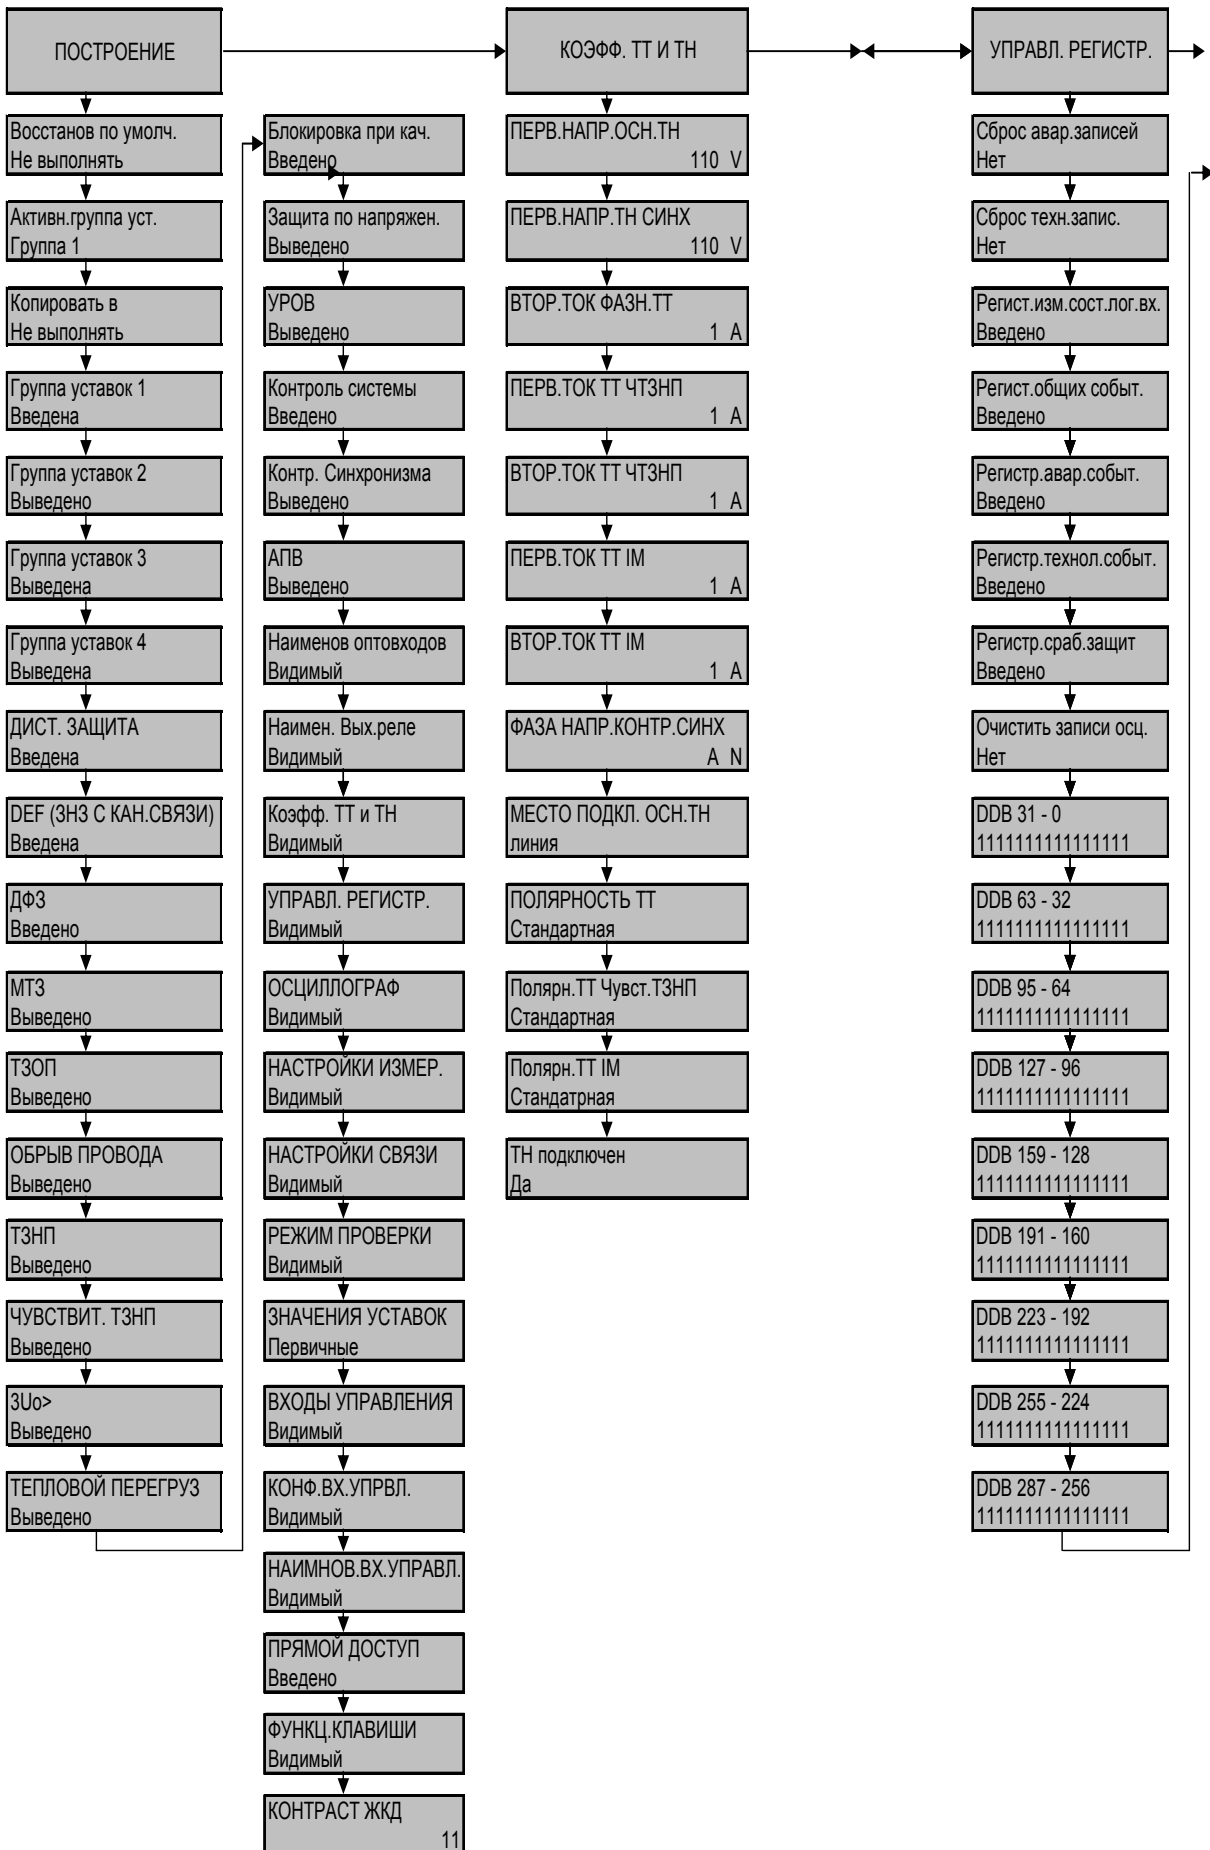 ПОСТРОЕНИЕ
Восстанов по умолч.
Не выполнять
Активн.группа уст.
Группа 1
Копировать в
Не выполнять
Группа уставок 1
Введена
Группа уставок 2
Выведено
Группа уставок 3
Выведена
Группа уставок 4
Выведена
ДИСТ. ЗАЩИТА
Введена
DEF (ЗНЗ С КАН.СВЯЗИ)
Введена
ДФЗ
Введено
МТЗ
Выведено
ТЗОП
Выведено
ОБРЫВ ПРОВОДА
Выведено
ТЗНП
Выведено
ЧУВСТВИТ. ТЗНП
Выведено
3Uo>
Выведено
ТЕПЛОВОЙ ПЕРЕГРУЗ
Выведено
Блокировка при кач.
Введено
Защита по напряжен.
Выведено
УРОВ
Выведено
Контроль системы
Введено
Контр. Синхронизма
Выведено
АПВ
Выведено
Наименов оптовходов
Видимый
Наимен. Вых.реле
Видимый
Коэфф. ТТ и ТН
Видимый
УПРАВЛ. РЕГИСТР.
Видимый
ОСЦИЛЛОГРАФ
Видимый
НАСТРОЙКИ ИЗМЕР.
Видимый
НАСТРОЙКИ СВЯЗИ
Видимый
РЕЖИМ ПРОВЕРКИ
Видимый
ЗНАЧЕНИЯ УСТАВОК
Первичные
ВХОДЫ УПРАВЛЕНИЯ
Видимый
КОНФ.ВХ.УПРВЛ.
Видимый
НАИМНОВ.ВХ.УПРАВЛ.
Видимый
ПРЯМОЙ ДОСТУП
Введено
ФУНКЦ.КЛАВИШИ
Видимый
КОНТРАСТ ЖКД
11
КОЭФФ. ТТ И ТН
ПЕРВ.НАПР.ОСН.ТН
110 V
ПЕРВ.НАПР.ТН СИНХ
110 V
ВТОР.ТОК ФАЗН.ТТ
1 A
ПЕРВ.ТОК ТТ ЧТЗНП
1 A
ВТОР.ТОК ТТ ЧТЗНП
1 A
ПЕРВ.ТОК ТТ IM
1 A
ВТОР.ТОК ТТ IM
1 A
ФАЗА НАПР.КОНТР.СИНХ
A N
МЕСТО ПОДКЛ. ОСН.ТН
линия
ПОЛЯРНОСТЬ ТТ
Стандартная
Полярн.ТТ Чувст.ТЗНП
Стандартная
Полярн.ТТ IM
Стандатрная
ТН подключен
Да
УПРАВЛ. РЕГИСТР.
Сброс авар.записей
Нет
Сброс техн.запис.
Нет
Регист.изм.сост.лог.вх.
Введено
Регист.общих событ.
Введено
Регистр.авар.событ.
Введено
Регистр.технол.событ.
Введено
Регистр.сраб.защит
Введено
Очистить записи осц.
Нет
DDB 31 - 0
1111111111111111
DDB 63 - 32
1111111111111111
DDB 95 - 64
1111111111111111
DDB 127 - 96
1111111111111111
DDB 159 - 128
1111111111111111
DDB 191 - 160
1111111111111111
DDB 223 - 192
1111111111111111
DDB 255 - 224
1111111111111111
DDB 287 - 256
1111111111111111